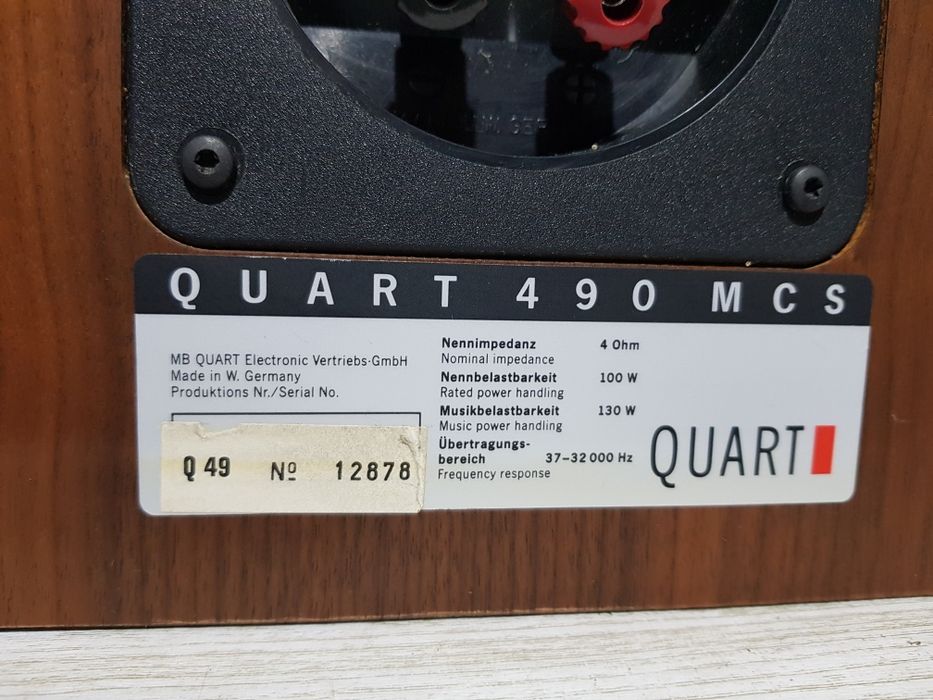 QUART 490 MCS
MB QUART Electronic Vertriebs-GmbH
Made in W. Germany
Produktions Nr./Serial No.
Q 49 Nº 12878
Nennimpedanz 4 Ohm
Nominal impedance
Nennbelastbarkeit 100 W
Rated power handling
Musikbelastbarkeit 130 W
Music power handling
Übertragungs-
bereich 37–32 000 Hz
Frequency response
QUART